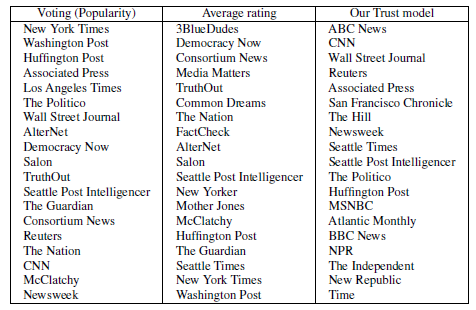 Voting (Popularity) Average rating Our Trust model
New York Times 3BlueDudes ABC News
Washington Post Democracy Now CNN
Huffington Post Consortium News Wall Street Journal
Associated Press Media Matters Reuters
Los Angeles Times TruthOut Associated Press
The Politico Common Dreams San Francisco Chronicle
Wall Street Journal The Nation The Hill
AlterNet FactCheck Newsweek
Democracy Now AlterNet Seattle Times
Salon Salon Seattle Post Intelligencer
TruthOut Seattle Post Intelligencer The Politico
Seattle Post Intelligencer New Yorker Huffington Post
The Guardian Mother Jones MSNBC
Consortium News McClatchy Atlantic Monthly
Reuters Huffington Post BBC News
The Nation The Guardian NPR
CNN Seattle Times The Independent
McClatchy New York Times New Republic
Newsweek Washington Post Time